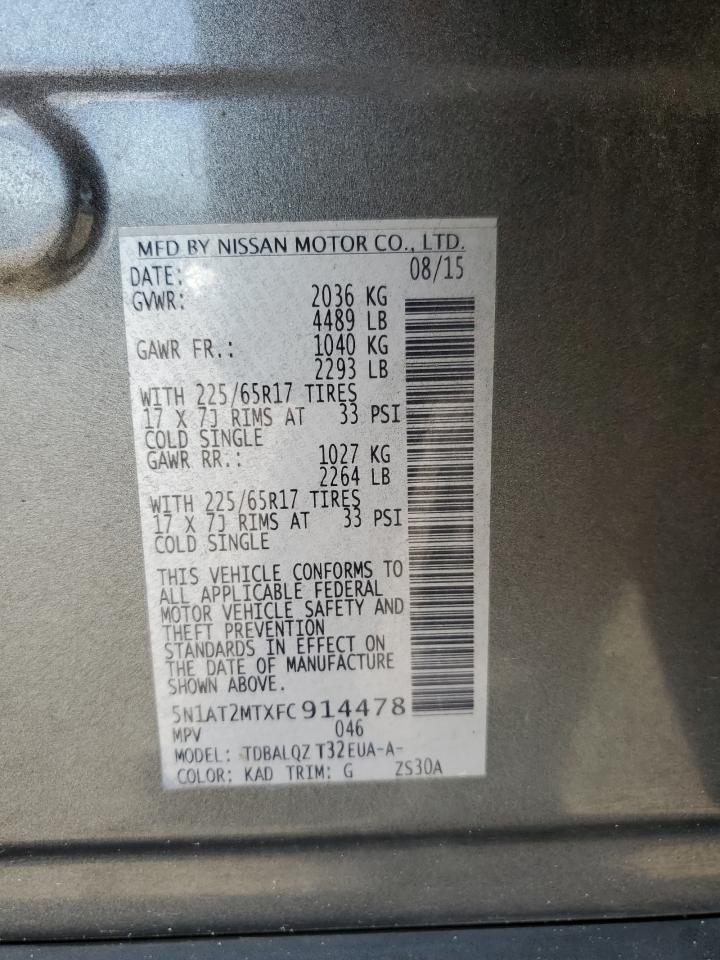 MFD BY NISSAN MOTOR CO., LTD.
DATE: 08/15
GVWR: 2036 KG
4489 LB
GAWR FR.: 1040 KG
2293 LB
WITH 225/65R17 TIRES
17 X 7J RIMS AT 33 PSI
COLD SINGLE
GAWR RR.: 1027 KG
2264 LB
WITH 225/65R17 TIRES
17 X 7J RIMS AT 33 PSI
COLD SINGLE
THIS VEHICLE CONFORMS TO
ALL APPLICABLE FEDERAL
MOTOR VEHICLE SAFETY AND
THEFT PREVENTION
STANDARDS IN EFFECT ON
THE DATE OF MANUFACTURE
SHOWN ABOVE.
5N1AT2MTXFC914478
MPV 046
MODEL: TDBALQZ T32EUA-A-
COLOR: KAD TRIM: G ZS30A